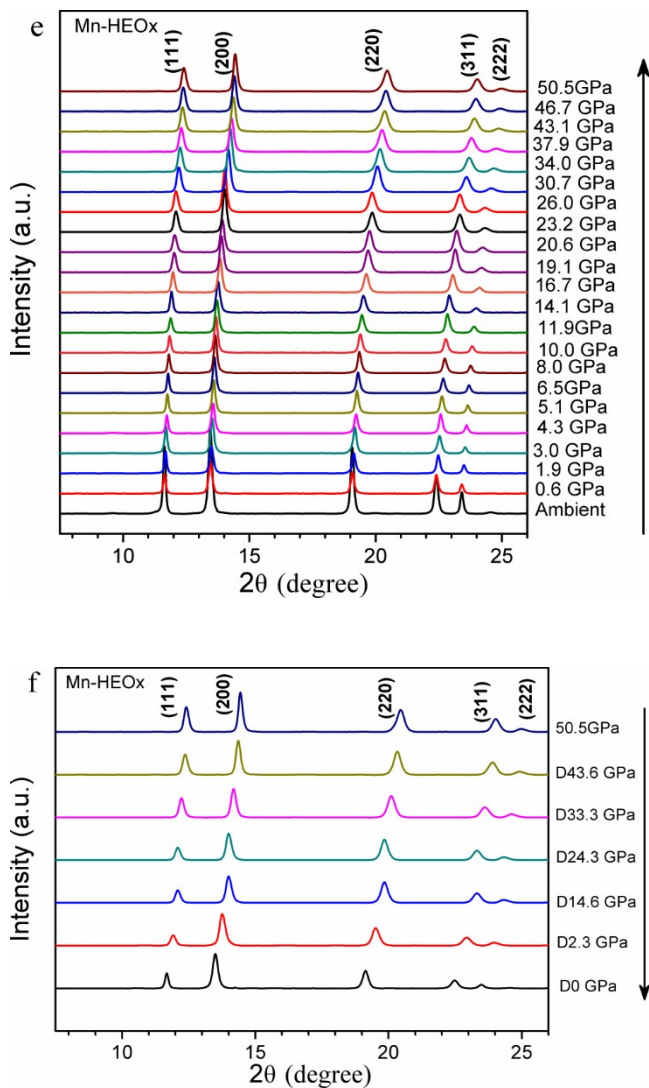 e
Mn-HEOx
(111)
(200)
(220)
(311)
(222)
50.5GPa
46.7 GPa
43.1 GPa
37.9 GPa
34.0 GPa
30.7 GPa
26.0 GPa
23.2 GPa
20.6 GPa
19.1 GPa
16.7 GPa
14.1 GPa
11.9GPa
10.0 GPa
8.0 GPa
6.5GPa
5.1 GPa
4.3 GPa
3.0 GPa
1.9 GPa
0.6 GPa
Ambient
Intensity (a.u.)
10 15 20 25
2θ (degree)
f
Mn-HEOx
(111)
(200)
(220)
(311)
(222)
50.5GPa
D43.6 GPa
D33.3 GPa
D24.3 GPa
D14.6 GPa
D2.3 GPa
D0 GPa
Intensity (a.u.)
10 15 20 25
2θ (degree)